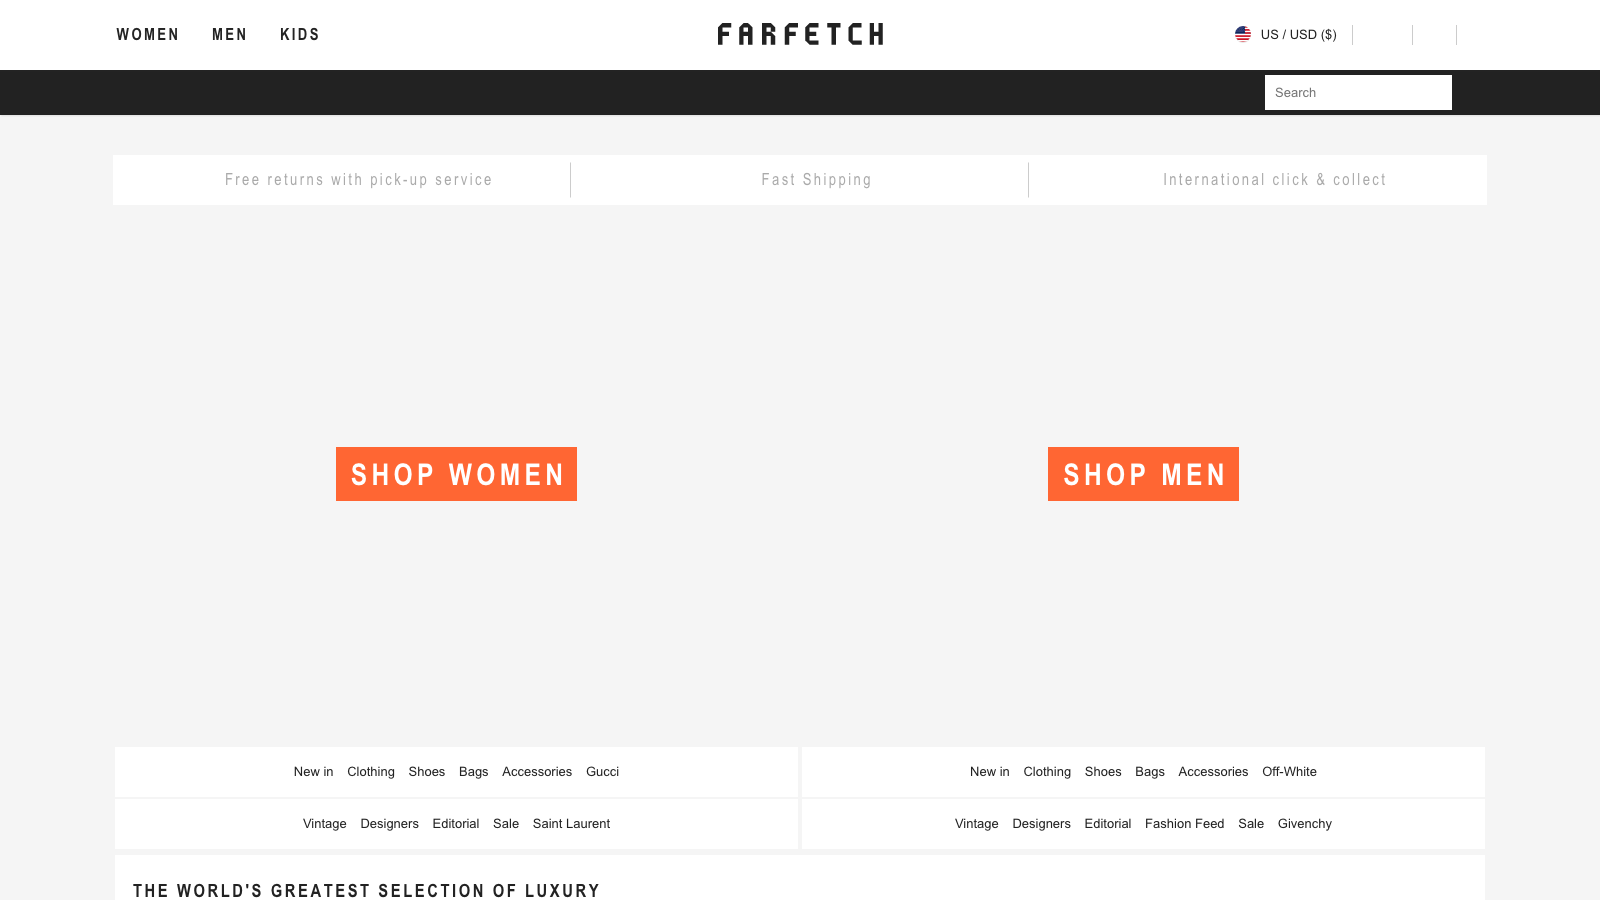 WOMEN MEN KIDS FARFETCH US / USD ($)
Search
Free returns with pick-up service Fast Shipping International click & collect
SHOP WOMEN SHOP MEN
New in Clothing Shoes Bags Accessories Gucci
Vintage Designers Editorial Sale Saint Laurent
New in Clothing Shoes Bags Accessories Off-White
Vintage Designers Editorial Fashion Feed Sale Givenchy
THE WORLD'S GREATEST SELECTION OF LUXURY